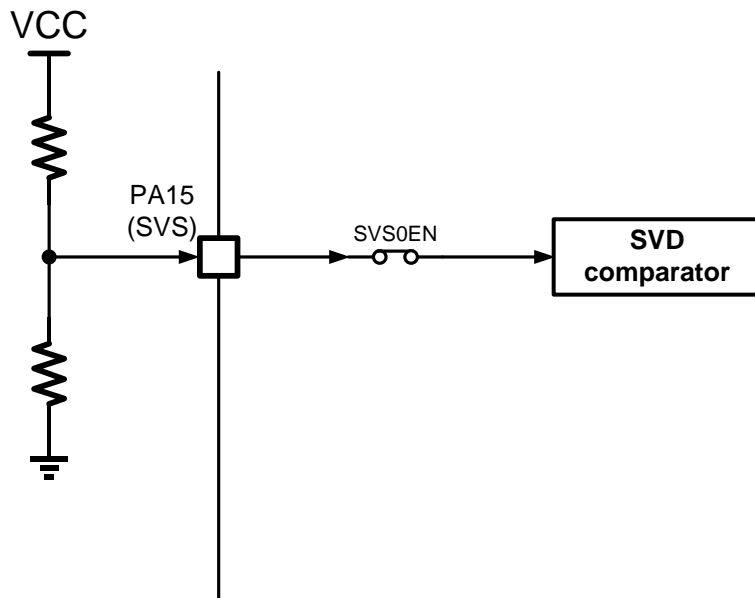 VCC
PA15
(SVS)
SVS0EN
SVD
comparator